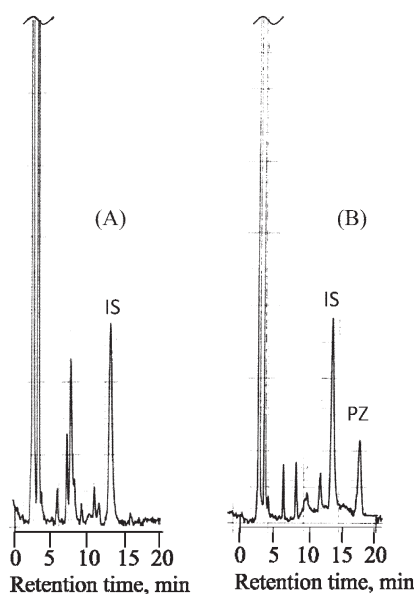 (A)
IS
0 5 10 15 20
Retention time, min
(B)
IS
PZ
0 5 10 15 20
Retention time, min